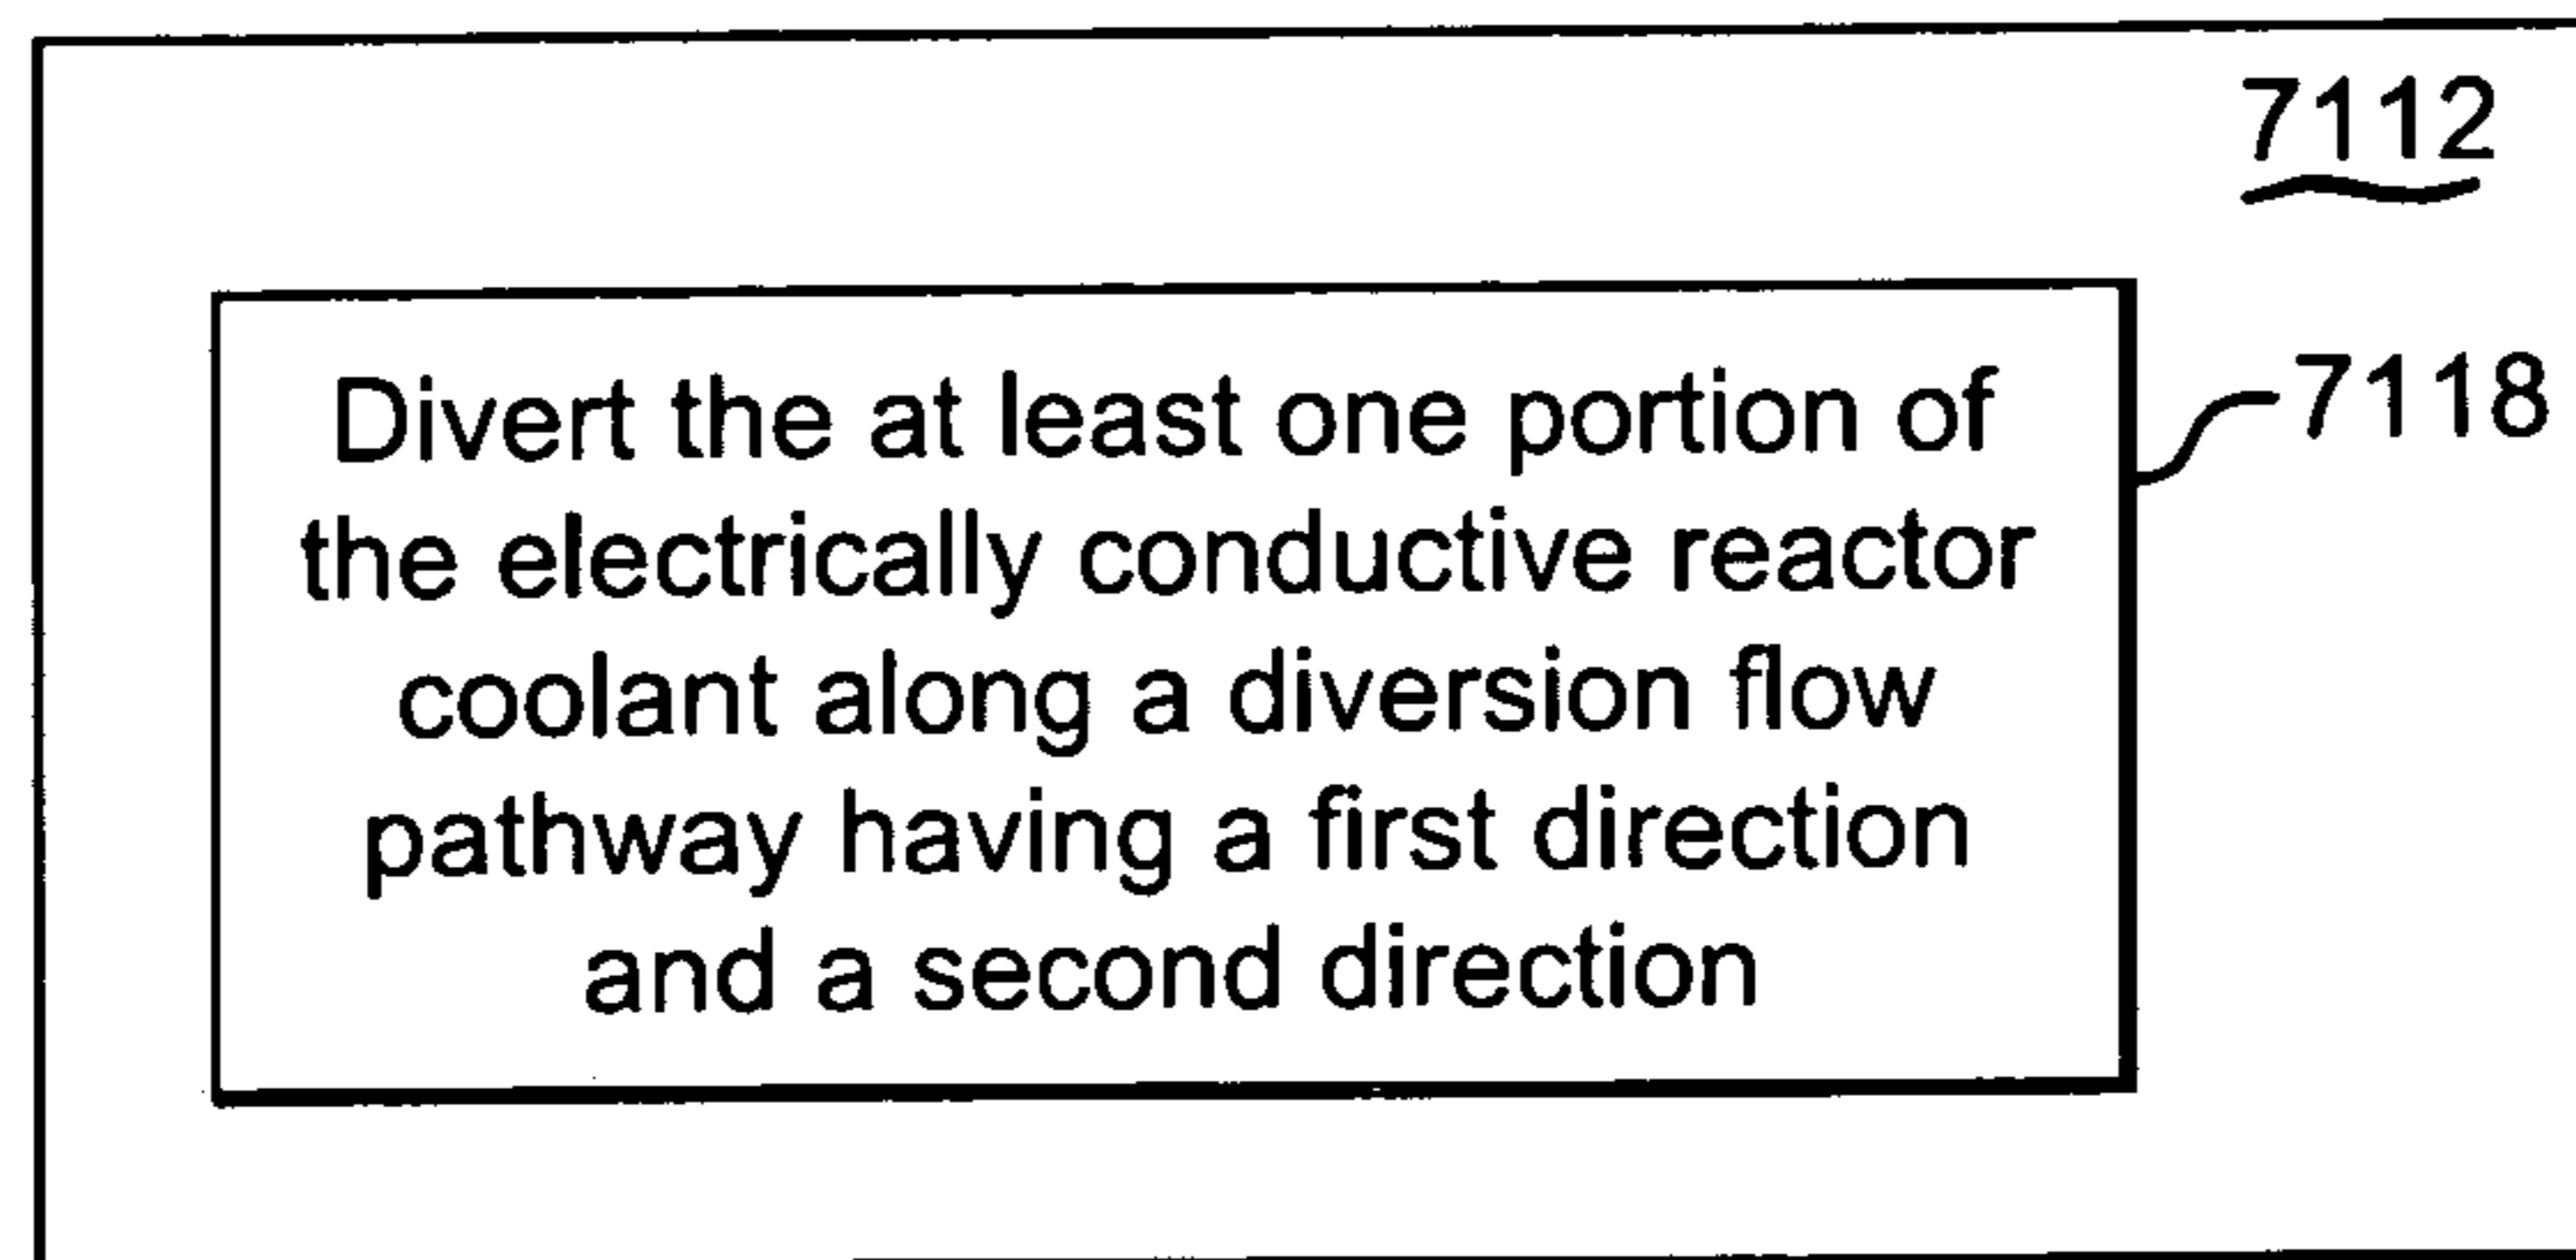 7112
Divert the at least one portion of
the electrically conductive reactor
coolant along a diversion flow
pathway having a first direction
and a second direction
7118